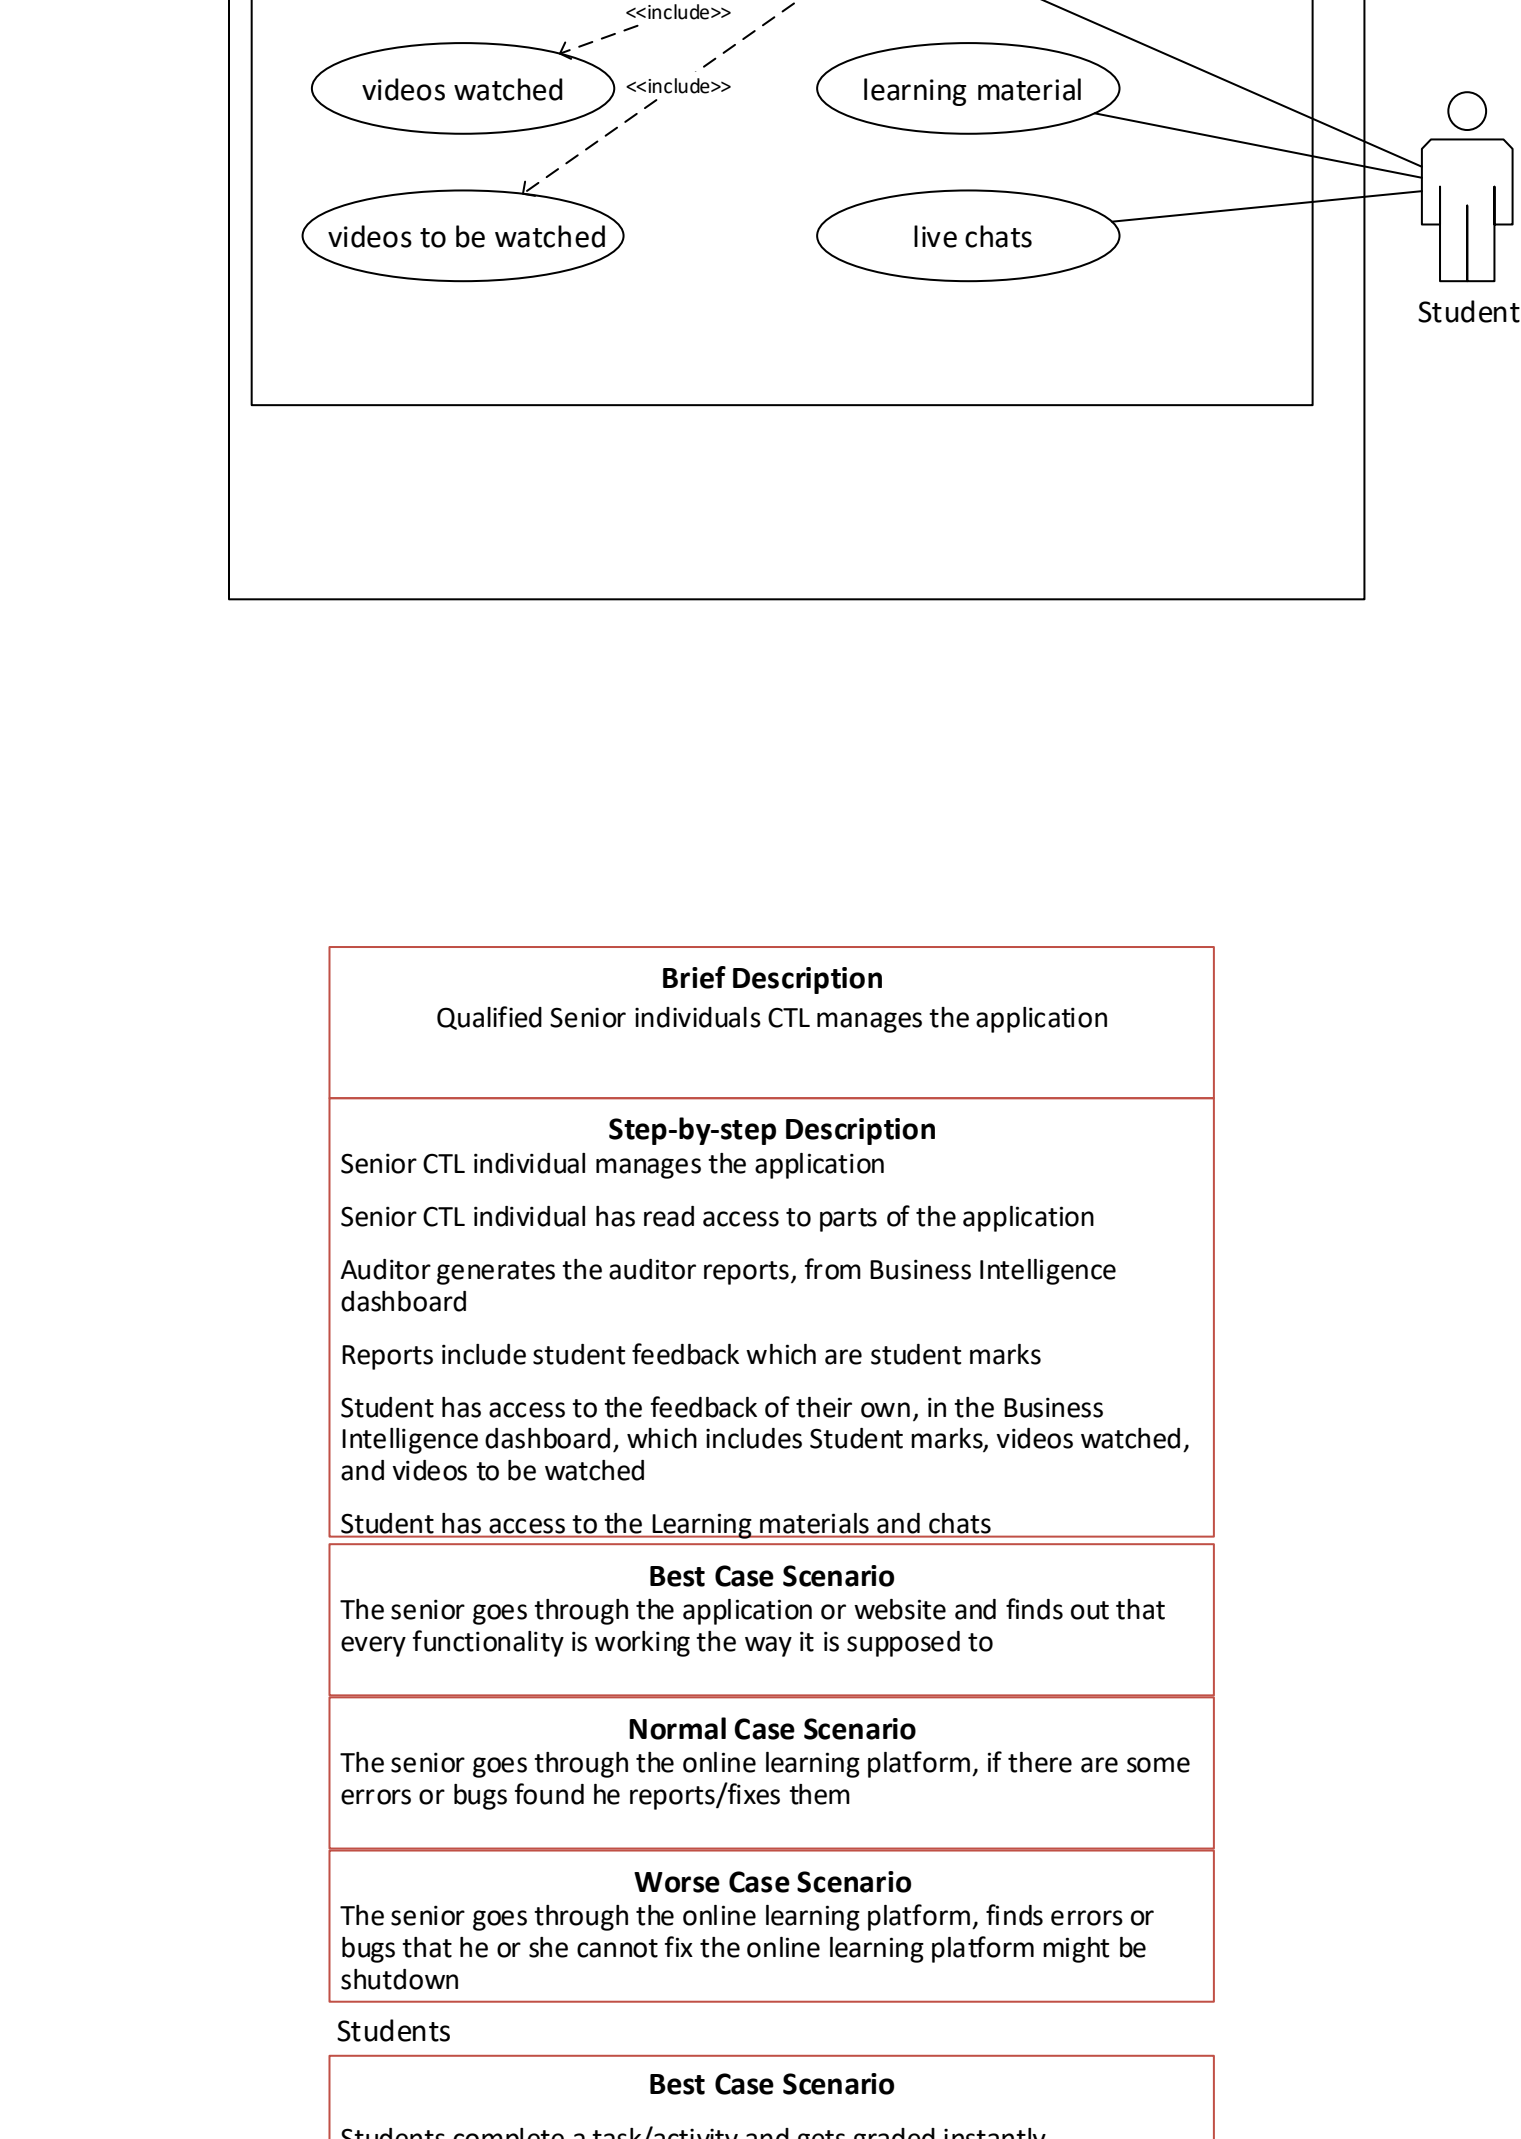 <<include>>
videos watched
<<include>>
learning material
videos to be watched
live chats
Student
Brief Description
Qualified Senior individuals CTL manages the application
Step-by-step Description
Senior CTL individual manages the application
Senior CTL individual has read access to parts of the application
Auditor generates the auditor reports, from Business Intelligence
dashboard
Reports include student feedback which are student marks
Student has access to the feedback of their own, in the Business
Intelligence dashboard, which includes Student marks, videos watched,
and videos to be watched
Student has access to the Learning materials and chats
Best Case Scenario
The senior goes through the application or website and finds out that
every functionality is working the way it is supposed to
Normal Case Scenario
The senior goes through the online learning platform, if there are some
errors or bugs found he reports/fixes them
Worse Case Scenario
The senior goes through the online learning platform, finds errors or
bugs that he or she cannot fix the online learning platform might be
shutdown
Students
Best Case Scenario
Students complete a task/activity and gets graded instantly